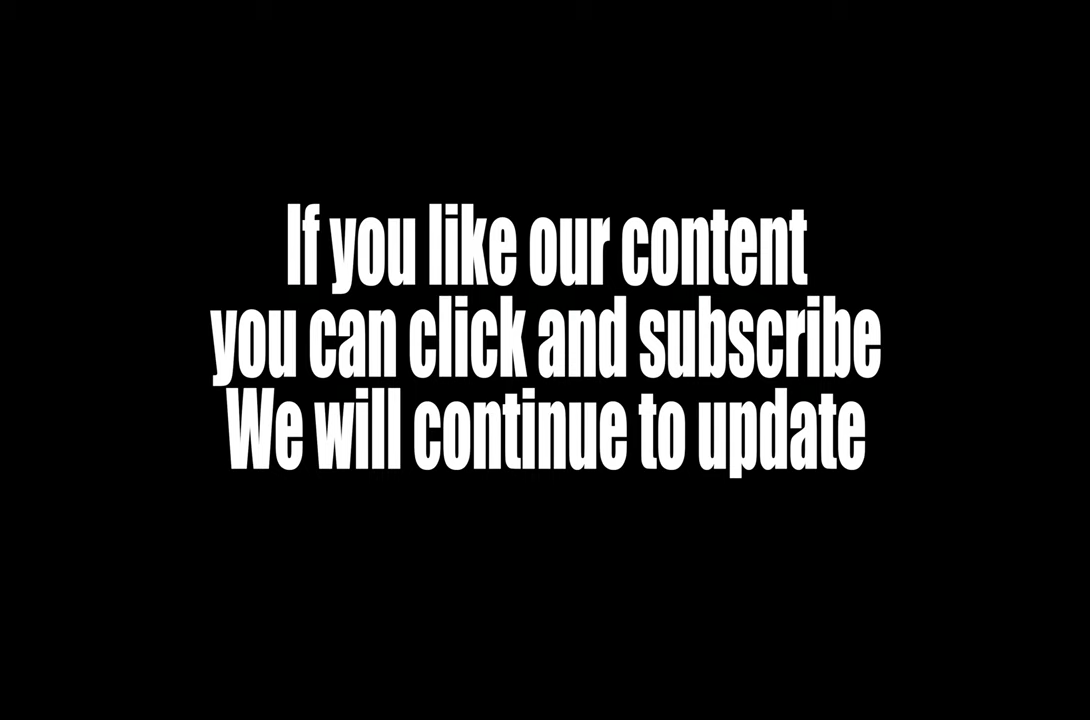 If you like our content
you can click and subscribe
We will continue to update